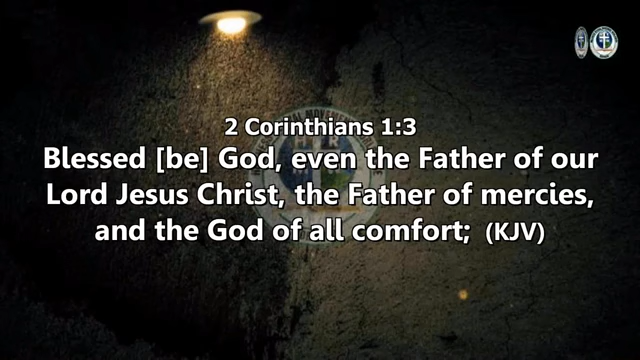 2 Corinthians 1:3
Blessed [be] God, even the Father of our
Lord Jesus Christ, the Father of mercies,
and the God of all comfort; (KJV)